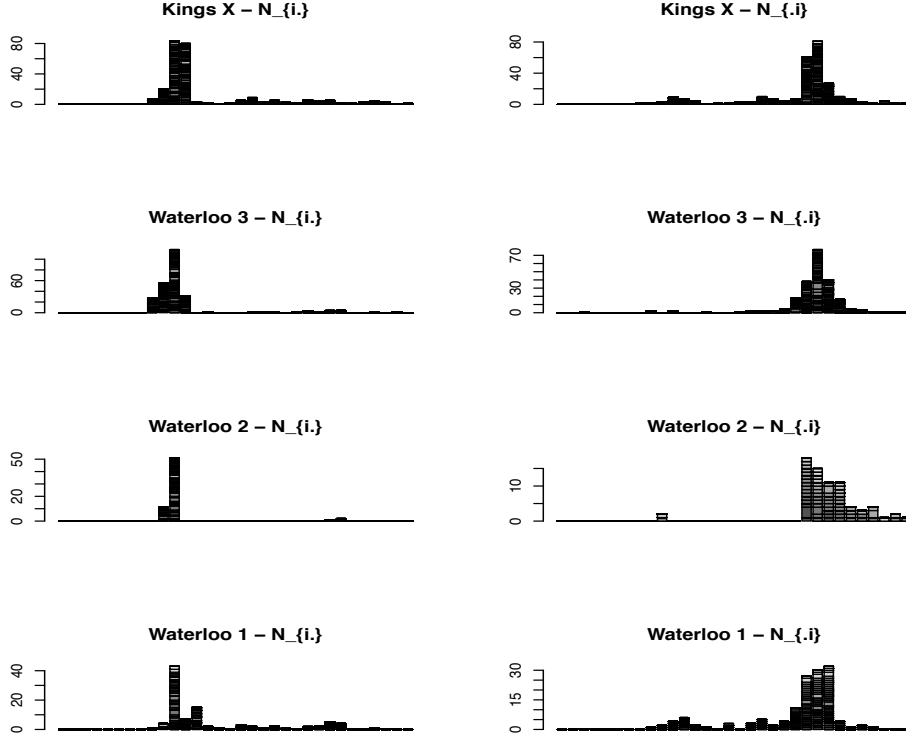 Kings X – N_{i.}
Kings X – N_{.i}
80
40
0
80
40
0
Waterloo 3 – N_{i.}
Waterloo 3 – N_{.i}
60
0
70
30
0
Waterloo 2 – N_{i.}
Waterloo 2 – N_{.i}
50
20
0
10
0
Waterloo 1 – N_{i.}
Waterloo 1 – N_{.i}
40
20
0
30
15
0